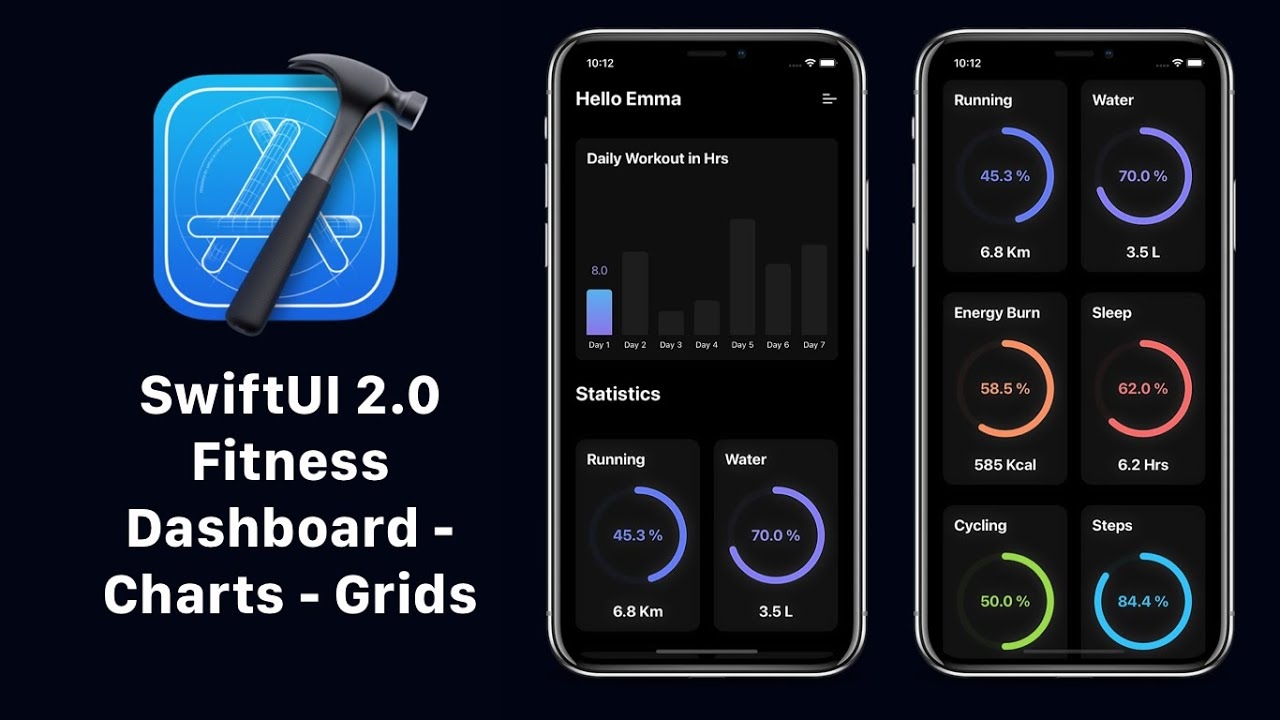 SwiftUI 2.0
Fitness
Dashboard -
Charts - Grids
10:12
Hello Emma
Daily Workout in Hrs
8.0
Day 1 Day 2 Day 3 Day 4 Day 5 Day 6 Day 7
Statistics
Running Water
45.3 % 70.0 %
6.8 Km 3.5 L
10:12
Running Water
45.3 % 70.0 %
6.8 Km 3.5 L
Energy Burn Sleep
58.5 % 62.0 %
585 Kcal 6.2 Hrs
Cycling Steps
50.0 % 84.4 %